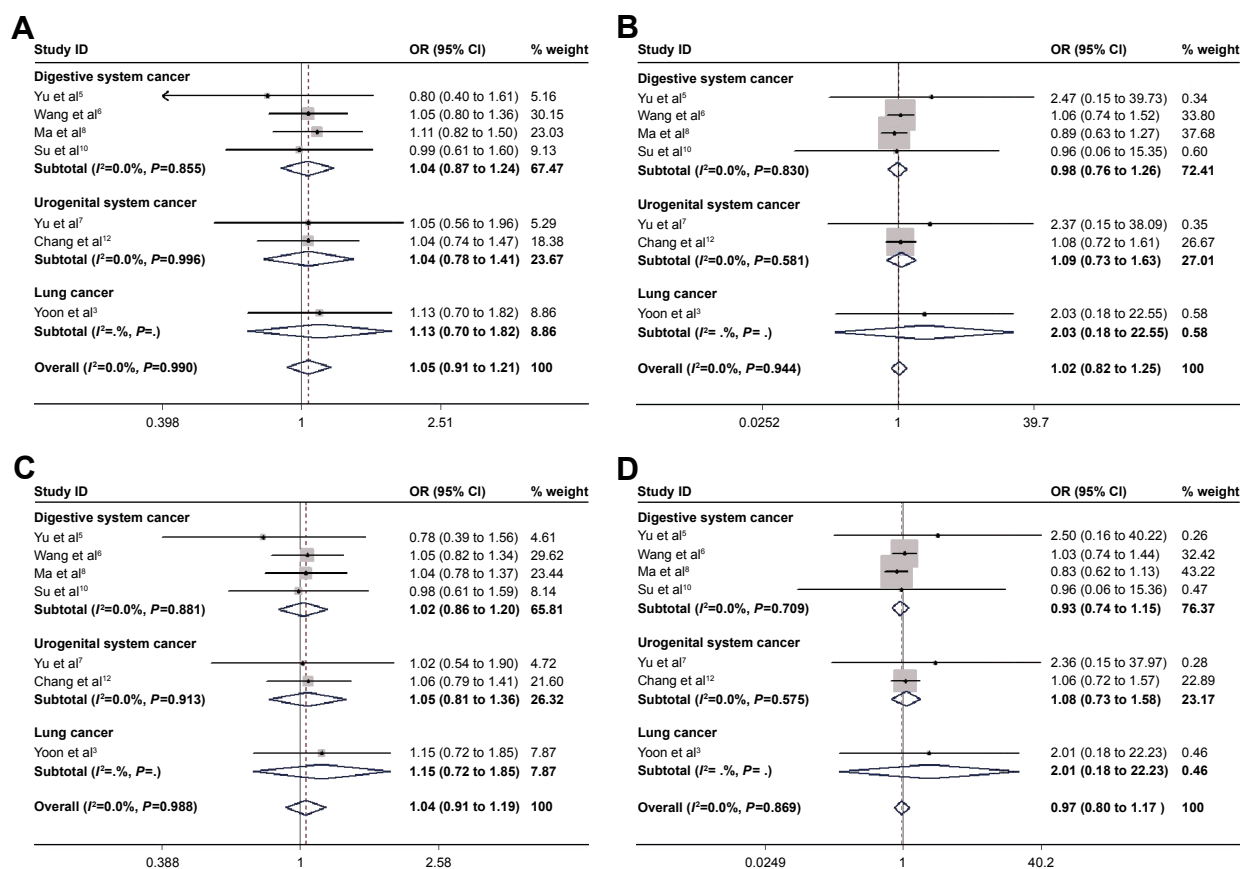 A
Study ID OR (95% CI) % weight
Digestive system cancer
Yu et al⁵ 0.80 (0.40 to 1.61) 5.16
Wang et al⁶ 1.05 (0.80 to 1.36) 30.15
Ma et al⁸ 1.11 (0.82 to 1.50) 23.03
Su et al¹⁰ 0.99 (0.61 to 1.60) 9.13
Subtotal (I²=0.0%, P=0.855) 1.04 (0.87 to 1.24) 67.47
Urogenital system cancer
Yu et al⁷ 1.05 (0.56 to 1.96) 5.29
Chang et al¹² 1.04 (0.74 to 1.47) 18.38
Subtotal (I²=0.0%, P=0.996) 1.04 (0.78 to 1.41) 23.67
Lung cancer
Yoon et al³ 1.13 (0.70 to 1.82) 8.86
Subtotal (I²=.%, P=.) 1.13 (0.70 to 1.82) 8.86
Overall (I²=0.0%, P=0.990) 1.05 (0.91 to 1.21) 100
0.398 1 2.51
B
Study ID OR (95% CI) % weight
Digestive system cancer
Yu et al⁵ 2.47 (0.15 to 39.73) 0.34
Wang et al⁶ 1.06 (0.74 to 1.52) 33.80
Ma et al⁸ 0.89 (0.63 to 1.27) 37.68
Su et al¹⁰ 0.96 (0.06 to 15.35) 0.60
Subtotal (I²=0.0%, P=0.830) 0.98 (0.76 to 1.26) 72.41
Urogenital system cancer
Yu et al⁷ 2.37 (0.15 to 38.09) 0.35
Chang et al¹² 1.08 (0.72 to 1.61) 26.67
Subtotal (I²=0.0%, P=0.581) 1.09 (0.73 to 1.63) 27.01
Lung cancer
Yoon et al³ 2.03 (0.18 to 22.55) 0.58
Subtotal (I²= .%, P= .) 2.03 (0.18 to 22.55) 0.58
Overall (I²=0.0%, P=0.944) 1.02 (0.82 to 1.25) 100
0.0252 1 39.7
C
Study ID OR (95% CI) % weight
Digestive system cancer
Yu et al⁵ 0.78 (0.39 to 1.56) 4.61
Wang et al⁶ 1.05 (0.82 to 1.34) 29.62
Ma et al⁸ 1.04 (0.78 to 1.37) 23.44
Su et al¹⁰ 0.98 (0.61 to 1.59) 8.14
Subtotal (I²=0.0%, P=0.881) 1.02 (0.86 to 1.20) 65.81
Urogenital system cancer
Yu et al⁷ 1.02 (0.54 to 1.90) 4.72
Chang et al¹² 1.06 (0.79 to 1.41) 21.60
Subtotal (I²=0.0%, P=0.913) 1.05 (0.81 to 1.36) 26.32
Lung cancer
Yoon et al³ 1.15 (0.72 to 1.85) 7.87
Subtotal (I²=.%, P=.) 1.15 (0.72 to 1.85) 7.87
Overall (I²=0.0%, P=0.988) 1.04 (0.91 to 1.19) 100
0.388 1 2.58
D
Study ID OR (95% CI) % weight
Digestive system cancer
Yu et al⁵ 2.50 (0.16 to 40.22) 0.26
Wang et al⁶ 1.03 (0.74 to 1.44) 32.42
Ma et al⁸ 0.83 (0.62 to 1.13) 43.22
Su et al¹⁰ 0.96 (0.06 to 15.36) 0.47
Subtotal (I²=0.0%, P=0.709) 0.93 (0.74 to 1.15) 76.37
Urogenital system cancer
Yu et al⁷ 2.36 (0.15 to 37.97) 0.28
Chang et al¹² 1.06 (0.72 to 1.57) 22.89
Subtotal (I²=0.0%, P=0.575) 1.08 (0.73 to 1.58) 23.17
Lung cancer
Yoon et al³ 2.01 (0.18 to 22.23) 0.46
Subtotal (I²= .%, P= .) 2.01 (0.18 to 22.23) 0.46
Overall (I²=0.0%, P=0.869) 0.97 (0.80 to 1.17 ) 100
0.0249 1 40.2